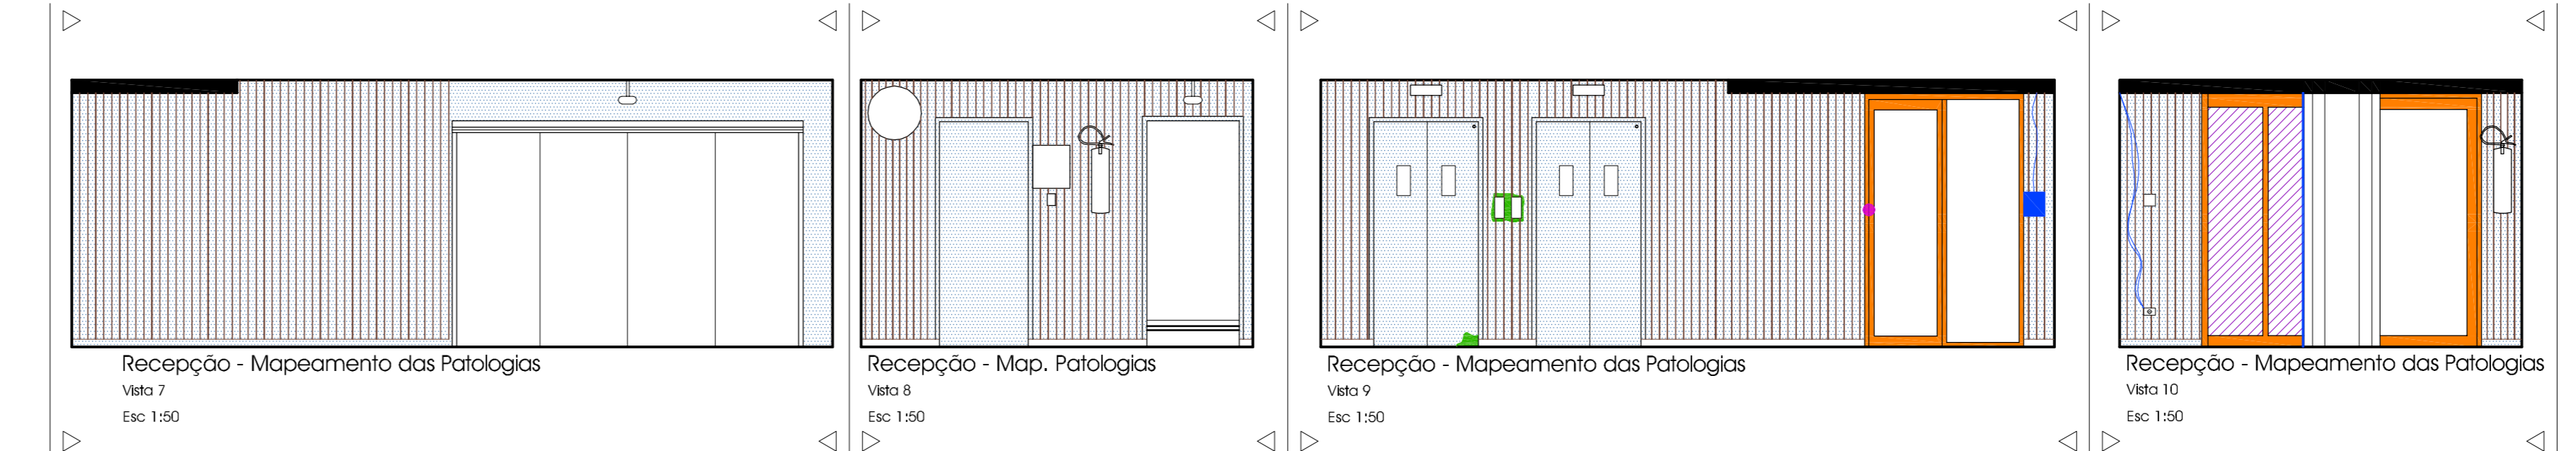 Recepção - Mapeamento das Patologias
Vista 7
Esc 1:50
Recepção - Map. Patologias
Vista 8
Esc 1:50
Recepção - Mapeamento das Patologias
Vista 9
Esc 1:50
Recepção - Mapeamento das Patologias
Vista 10
Esc 1:50